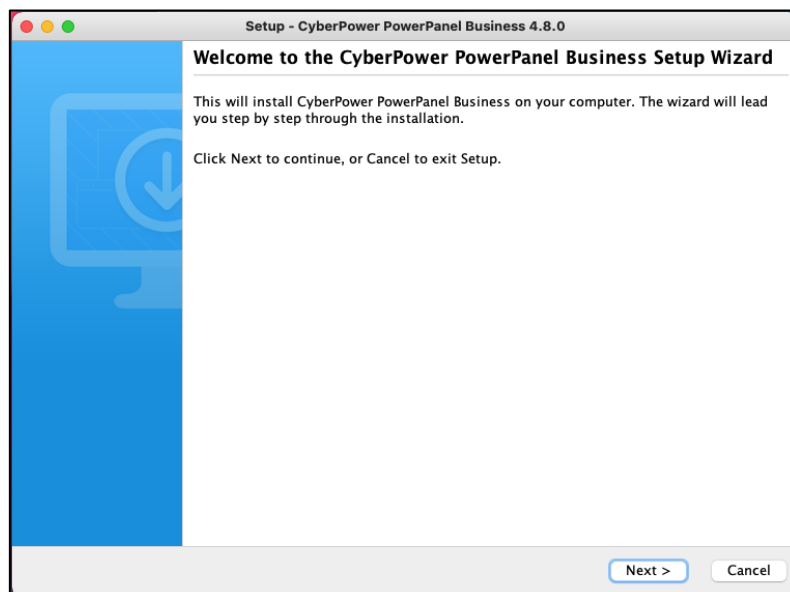 Setup - CyberPower PowerPanel Business 4.8.0
Welcome to the CyberPower PowerPanel Business Setup Wizard
This will install CyberPower PowerPanel Business on your computer. The wizard will lead
you step by step through the installation.
Click Next to continue, or Cancel to exit Setup.
Next >
Cancel